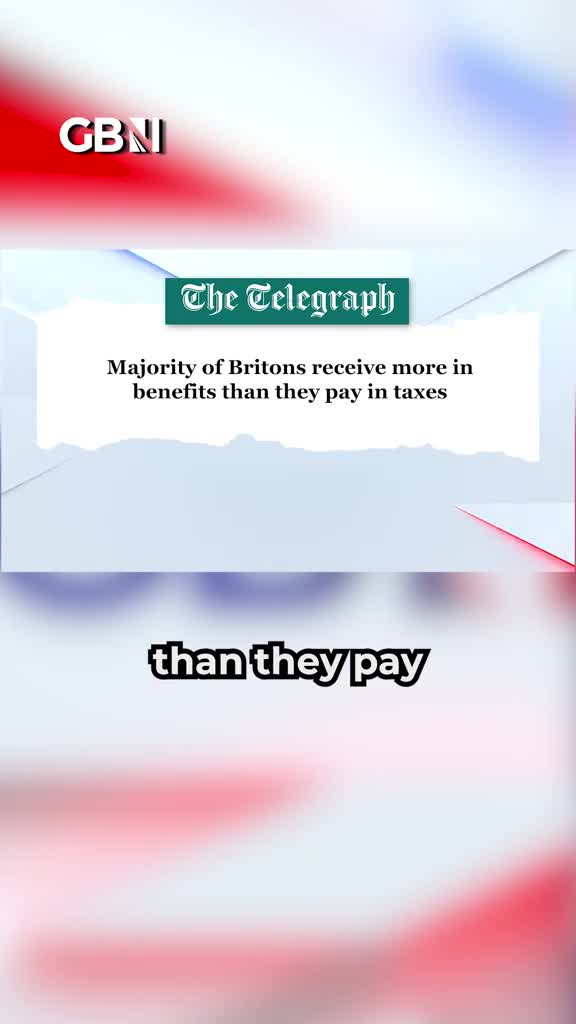 GBN
The Telegraph
Majority of Britons receive more in
benefits than they pay in taxes
than they pay